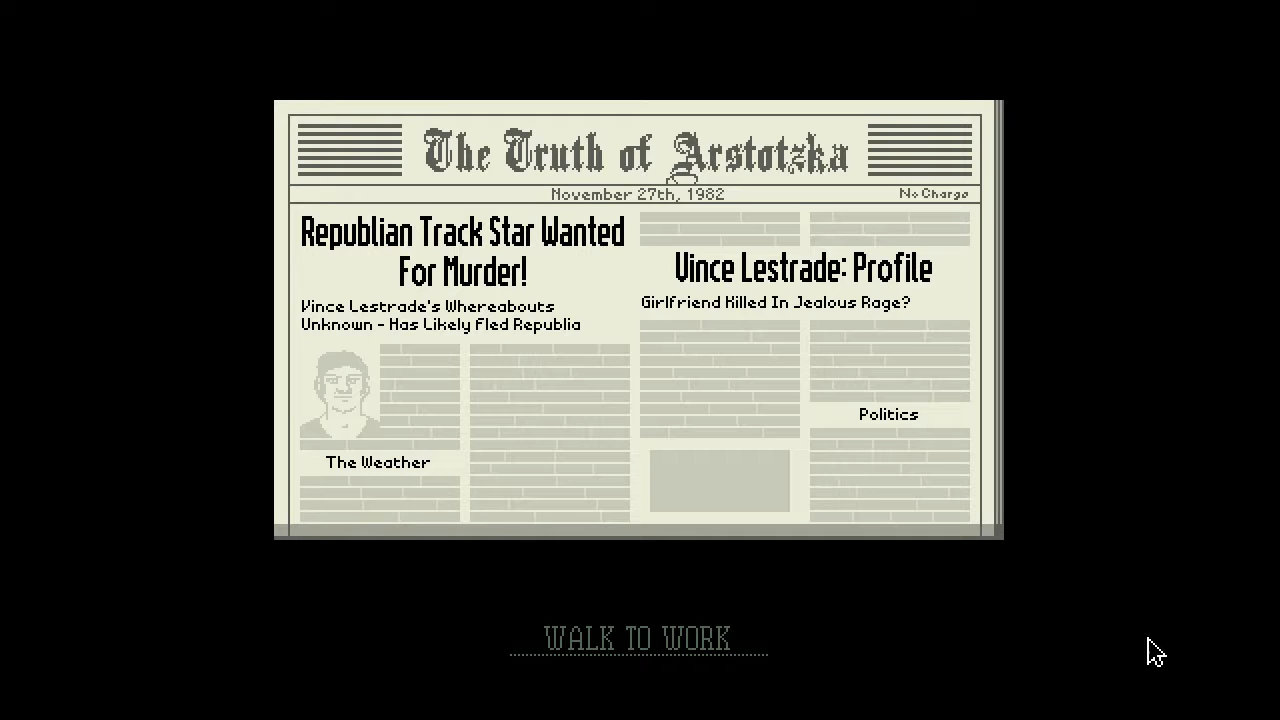 The Truth of Arstotzka
November 27th, 1982
No Charge
Republian Track Star Wanted
For Murder!
Vince Lestrade's Whereabouts
Unknown - Has Likely Fled Republia
The Weather
Vince Lestrade: Profile
Girlfriend Killed In Jealous Rage?
Politics
WALK TO WORK